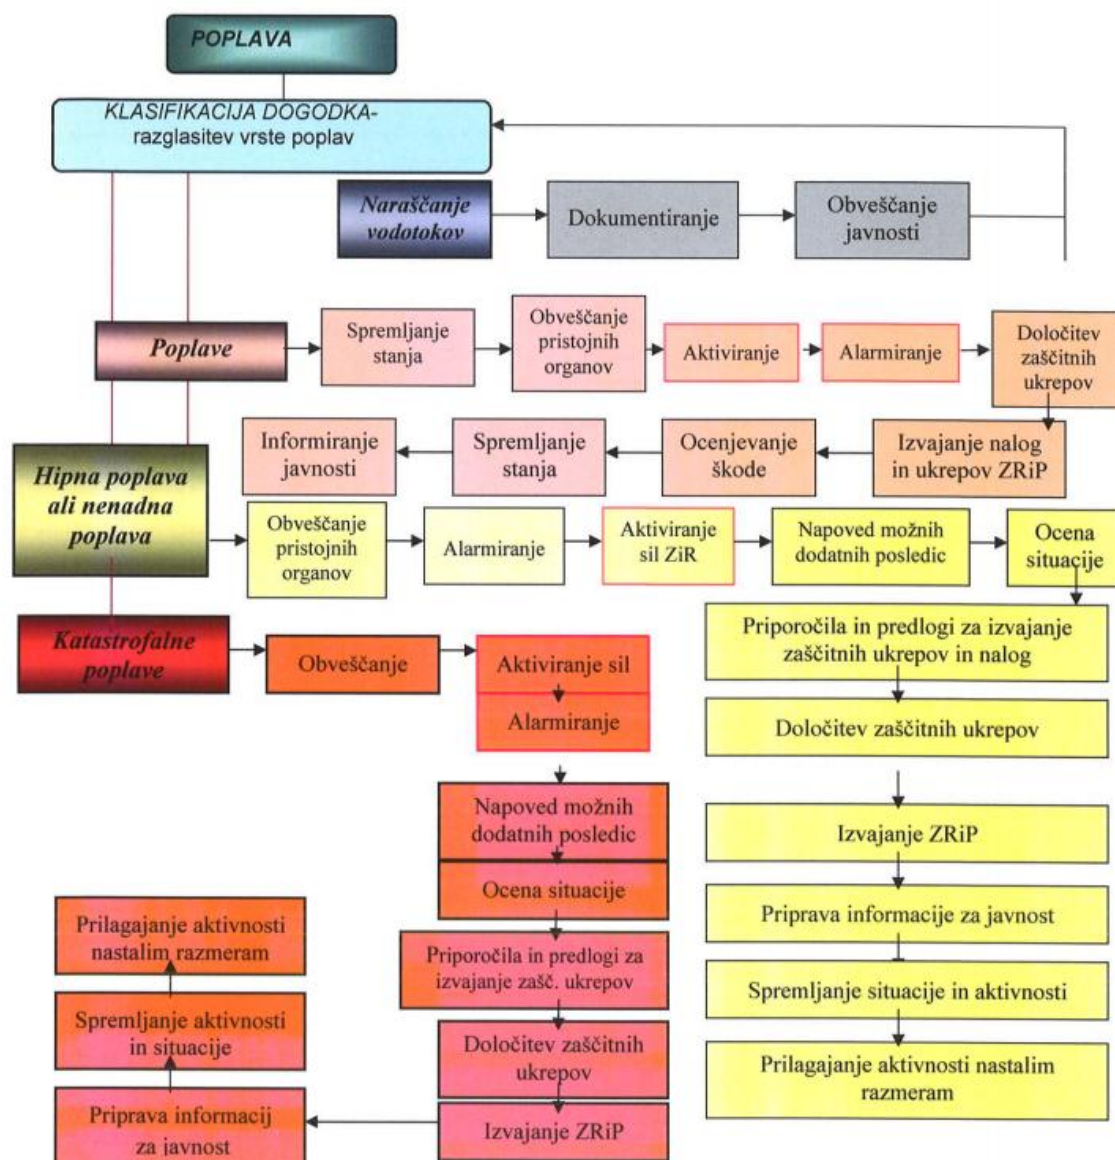 POPLAVA
KLASIFIKACIJA DOGODKA-
razglasitev vrste poplav
Naraščanje
vodotokov
Dokumentiranje
Obveščanje
javnosti
Poplave
Spremljanje
stanja
Obveščanje
pristojnih
organov
Aktiviranje
Alarmiranje
Določitev
zaščitnih
ukrepov
Izvajanje nalog
in ukrepov ZRiP
Ocenjevanje
škode
Spremljanje
stanja
Informiranje
javnosti
Hipna poplava
ali nenadna
poplava
Obveščanje
pristojnih
organov
Alarmiranje
Aktiviranje
sil ZiR
Napoved možnih
dodatnih posledic
Ocena
situacije
Priporočila in predlogi za izvajanje
zaščitnih ukrepov in nalog
Določitev zaščitnih ukrepov
Izvajanje ZRiP
Priprava informacije za javnost
Spremljanje situacije in aktivnosti
Prilagajanje aktivnosti nastalim
razmeram
Katastrofalne
poplave
Obveščanje
Aktiviranje sil
Alarmiranje
Napoved možnih
dodatnih posledic
Ocena situacije
Priporočila in predlogi za
izvajanje zašč. ukrepov
Določitev zaščitnih
ukrepov
Izvajanje ZRiP
Priprava informacij
za javnost
Spremljanje aktivnosti
in situacije
Prilagajanje aktivnosti
nastalim razmeram